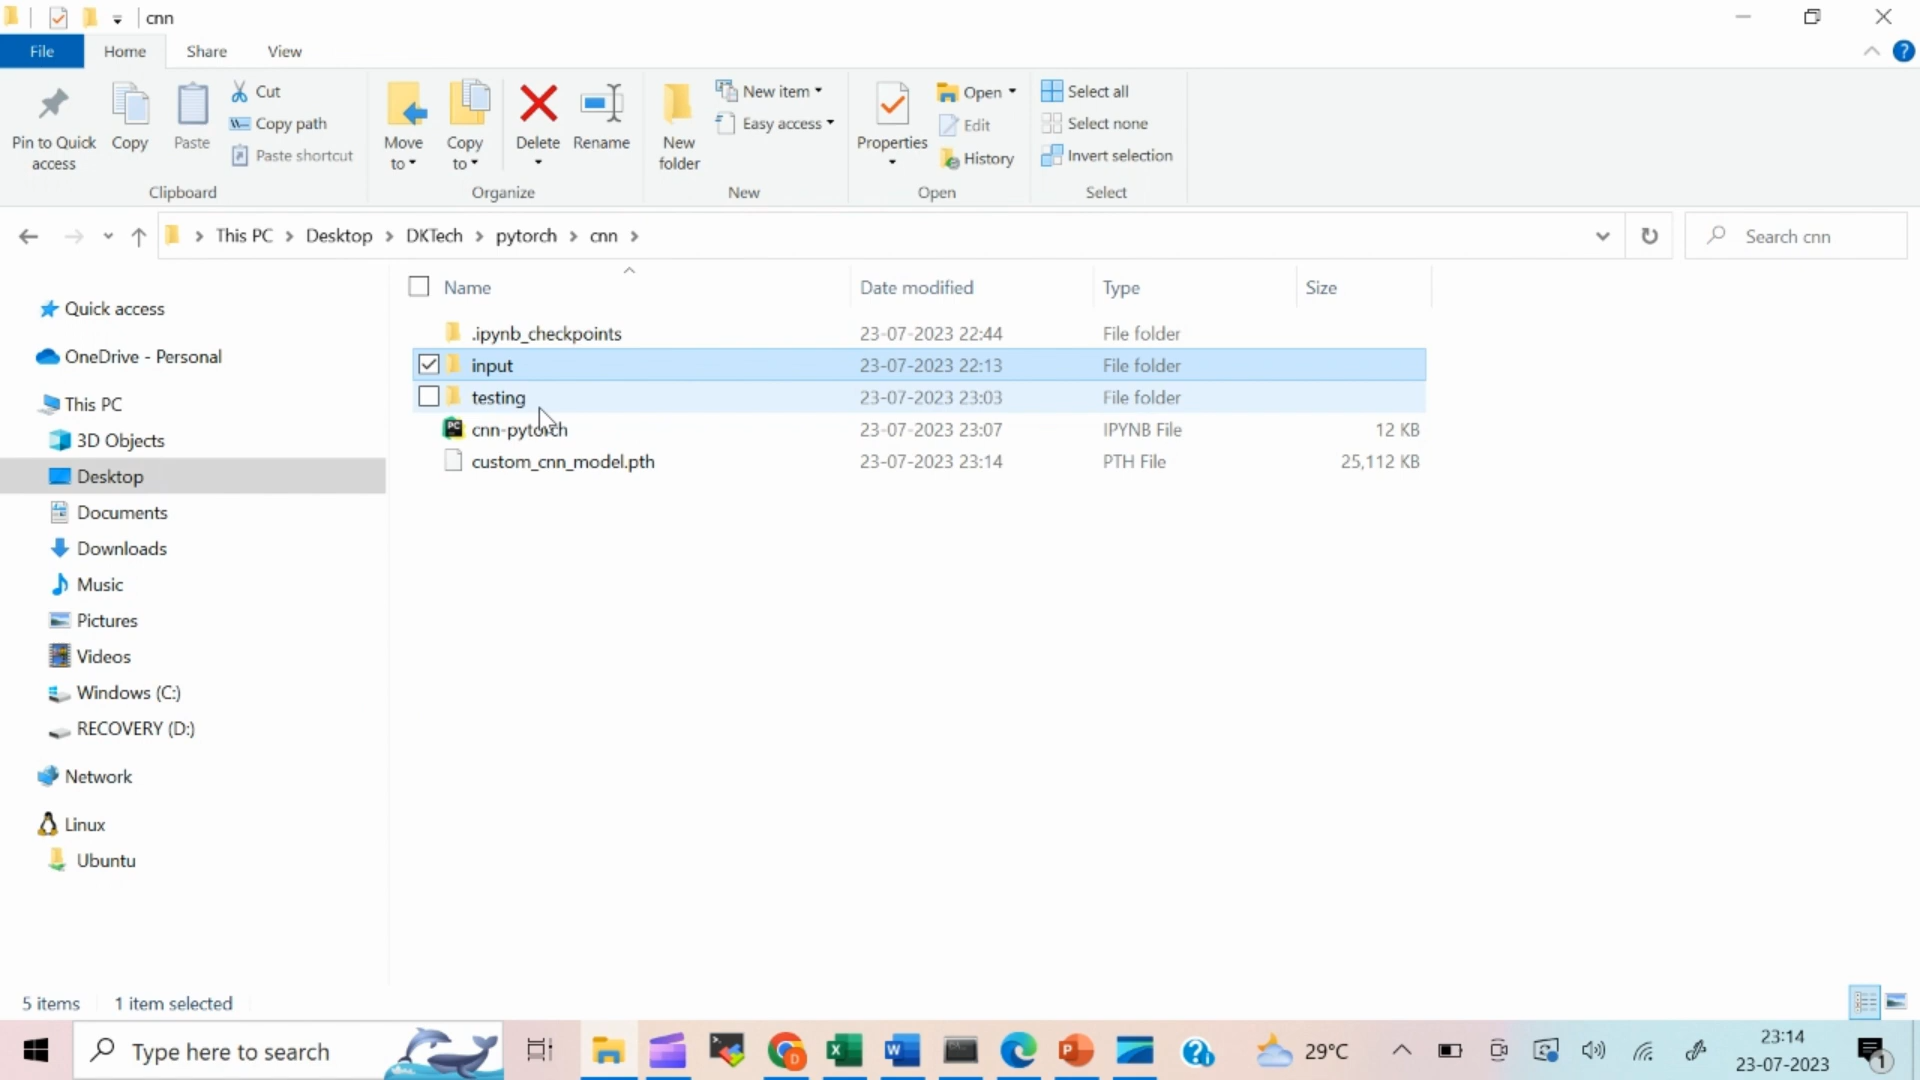 cnn
File Home Share View
Pin to Quick access
Copy
Paste
Cut
Copy path
Paste shortcut
Clipboard
Move to
Copy to
Delete
Rename
Organize
New folder
New item
Easy access
New
Properties
Open
Edit
History
Open
Select all
Select none
Invert selection
Select
This PC > Desktop > DKTech > pytorch > cnn >
Search cnn
Name Date modified Type Size
.ipynb_checkpoints 23-07-2023 22:44 File folder
input 23-07-2023 22:13 File folder
testing 23-07-2023 23:03 File folder
cnn-pytorch 23-07-2023 23:07 IPYNB File 12 KB
custom_cnn_model.pth 23-07-2023 23:14 PTH File 25,112 KB
Quick access
OneDrive - Personal
This PC
3D Objects
Desktop
Documents
Downloads
Music
Pictures
Videos
Windows (C:)
RECOVERY (D:)
Network
Linux
Ubuntu
5 items 1 item selected
Type here to search
29°C
23:14
23-07-2023
1